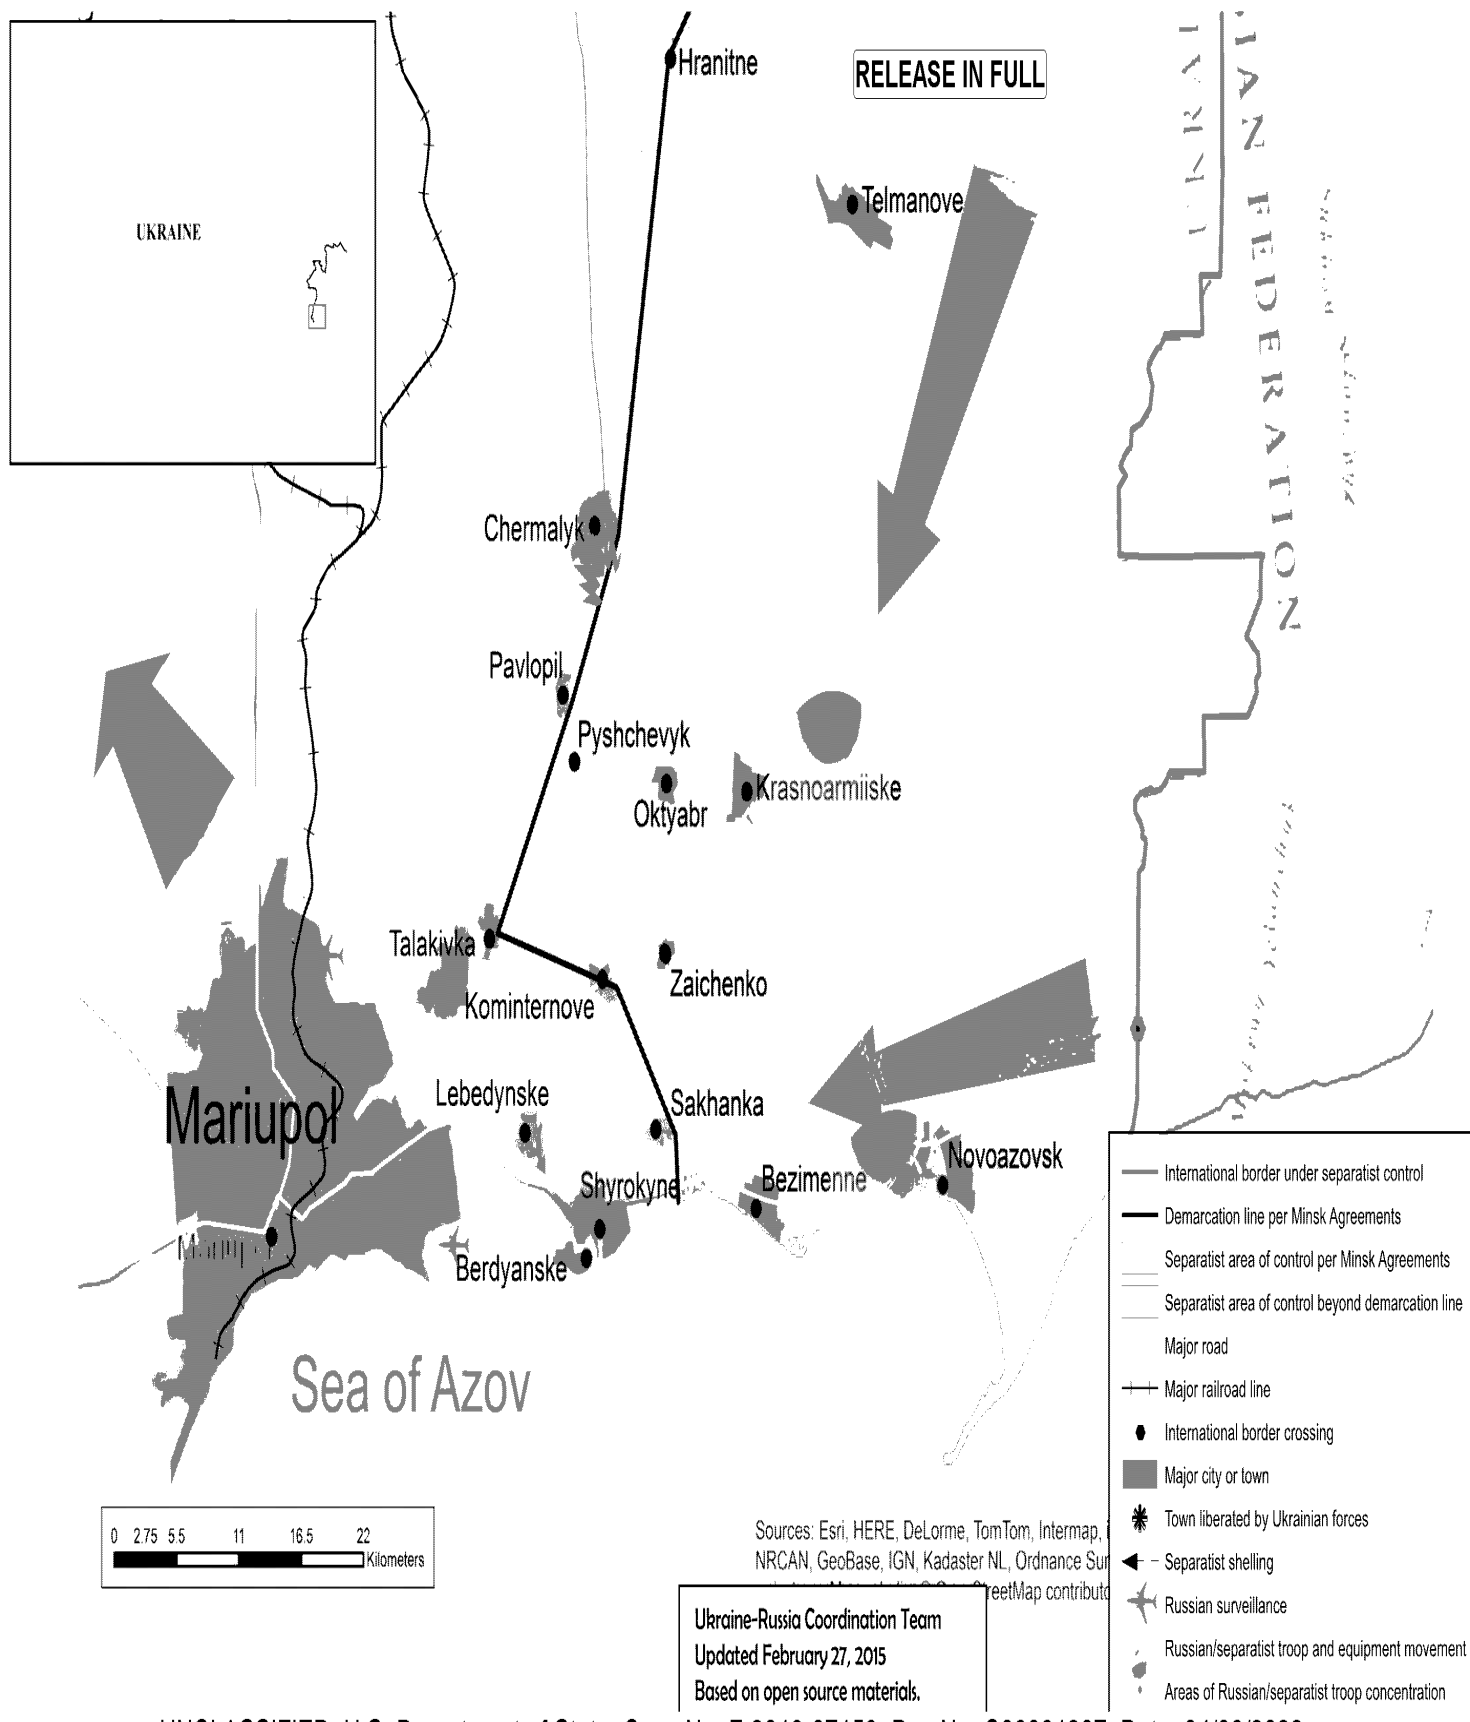 Hranitne
RELEASE IN FULL
Telmanove
UKRAINE
IAN FEDERATION
Chermalyk
Pavlopil
Pyshchevyk
Oktyabr
Krasnoarmiiske
Talakivka
Kominternove
Zaichenko
Mariupol
Lebedynske
Sakhanka
Novoazovsk
Bezimenne
Shyrokyne
Berdyanske
Sea of Azov
International border under separatist control
Demarcation line per Minsk Agreements
Separatist area of control per Minsk Agreements
Separatist area of control beyond demarcation line
Major road
Major railroad line
International border crossing
Major city or town
Town liberated by Ukrainian forces
Separatist shelling
Russian surveillance
Russian/separatist troop and equipment movement
Areas of Russian/separatist troop concentration
0 2.75 5.5 11 16.5 22
Kilometers
Sources: Esri, HERE, DeLorme, TomTom, Intermap,
NRCAN, GeoBase, IGN, Kadaster NL, Ordnance Sur
StreetMap contributo
Ukraine-Russia Coordination Team
Updated February 27, 2015
Based on open source materials.